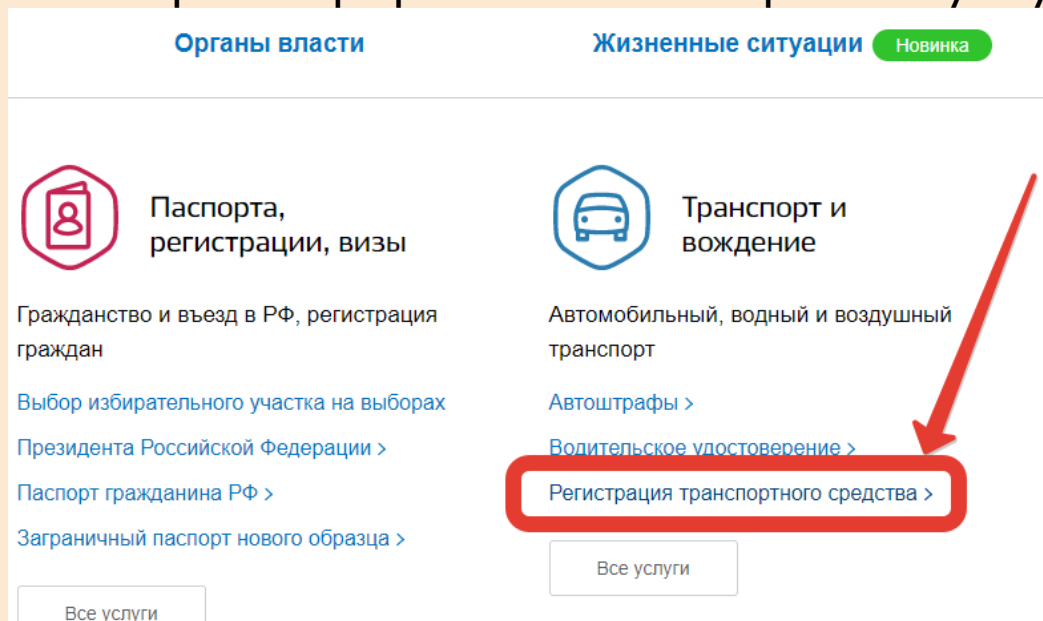 Органы власти
Жизненные ситуации Новинка
Паспорта,
регистрации, визы
Гражданство и въезд в РФ, регистрация
граждан
Выбор избирательного участка на выборах
Президента Российской Федерации >
Паспорт гражданина РФ >
Заграничный паспорт нового образца >
Все услуги
Транспорт и
вождение
Автомобильный, водный и воздушный
транспорт
Автоштрафы >
Водительское удостоверение >
Регистрация транспортного средства >
Все услуги